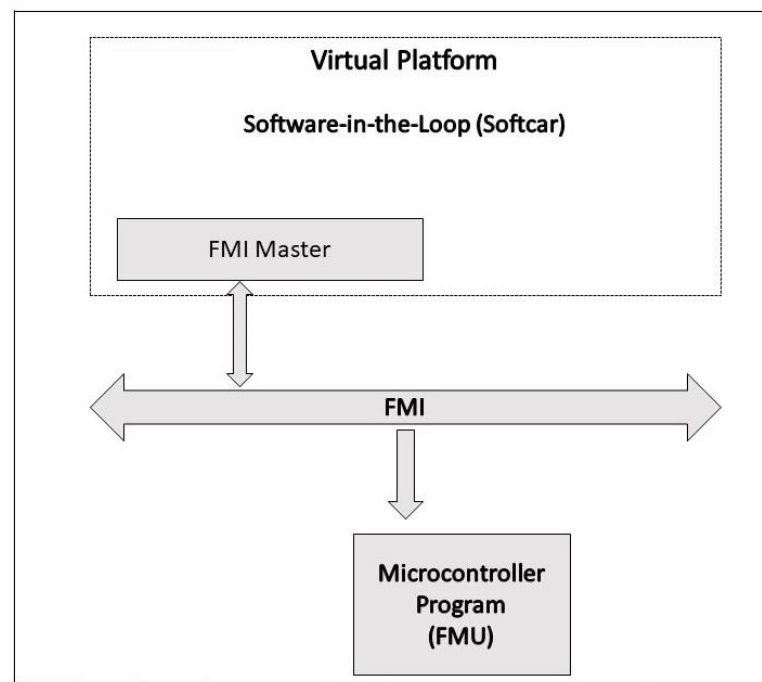 Virtual Platform
Software-in-the-Loop (Softcar)
FMI Master
FMI
Microcontroller
Program
(FMU)